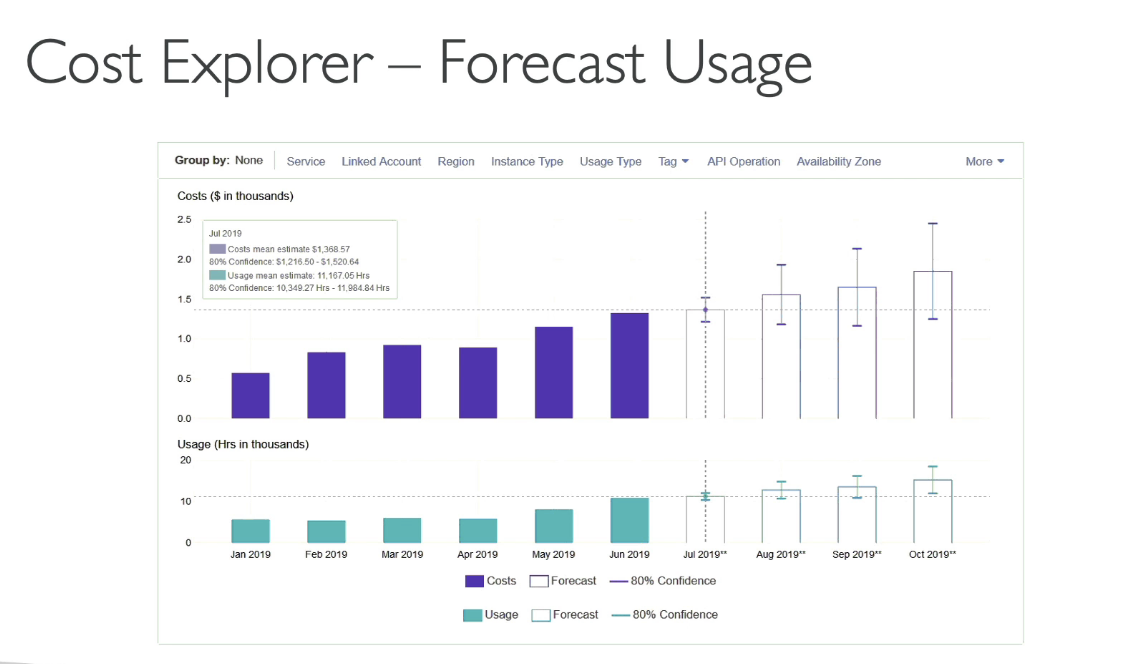 Cost Explorer – Forecast Usage
Group by: None Service Linked Account Region Instance Type Usage Type Tag API Operation Availability Zone More
Costs ($ in thousands)
2.5
Jul 2019
Costs mean estimate $1,368.57
2.0
80% Confidence: $1,216.50 - $1,520.64
Usage mean estimate: 11,167.05 Hrs
80% Confidence: 10,349.27 Hrs - 11,984.84 Hrs
1.5
1.0
0.5
0.0
Usage (Hrs in thousands)
20
10
0
Jan 2019 Feb 2019 Mar 2019 Apr 2019 May 2019 Jun 2019 Jul 2019** Aug 2019** Sep 2019** Oct 2019**
Costs Forecast 80% Confidence
Usage Forecast 80% Confidence